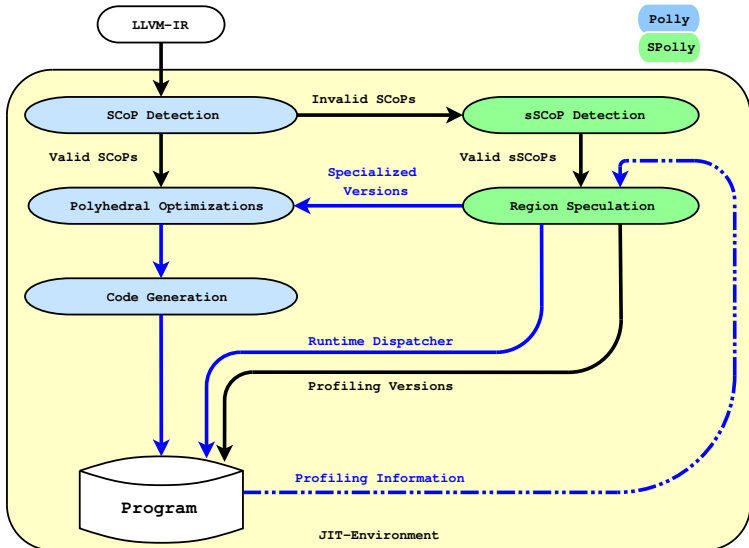 LLVM-IR
Polly
SPolly
Invalid SCoPs
SCoP Detection
sSCoP Detection
Valid SCoPs
Valid sSCoPs
Specialized
Versions
Polyhedral Optimizations
Region Speculation
Code Generation
Runtime Dispatcher
Profiling Versions
Profiling Information
Program
JIT-Environment